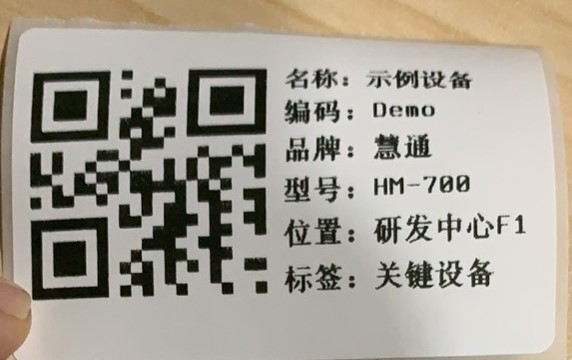 名称：示例设备
编码：Demo
品牌：慧通
型号：HM-700
位置：研发中心F1
标签：关键设备